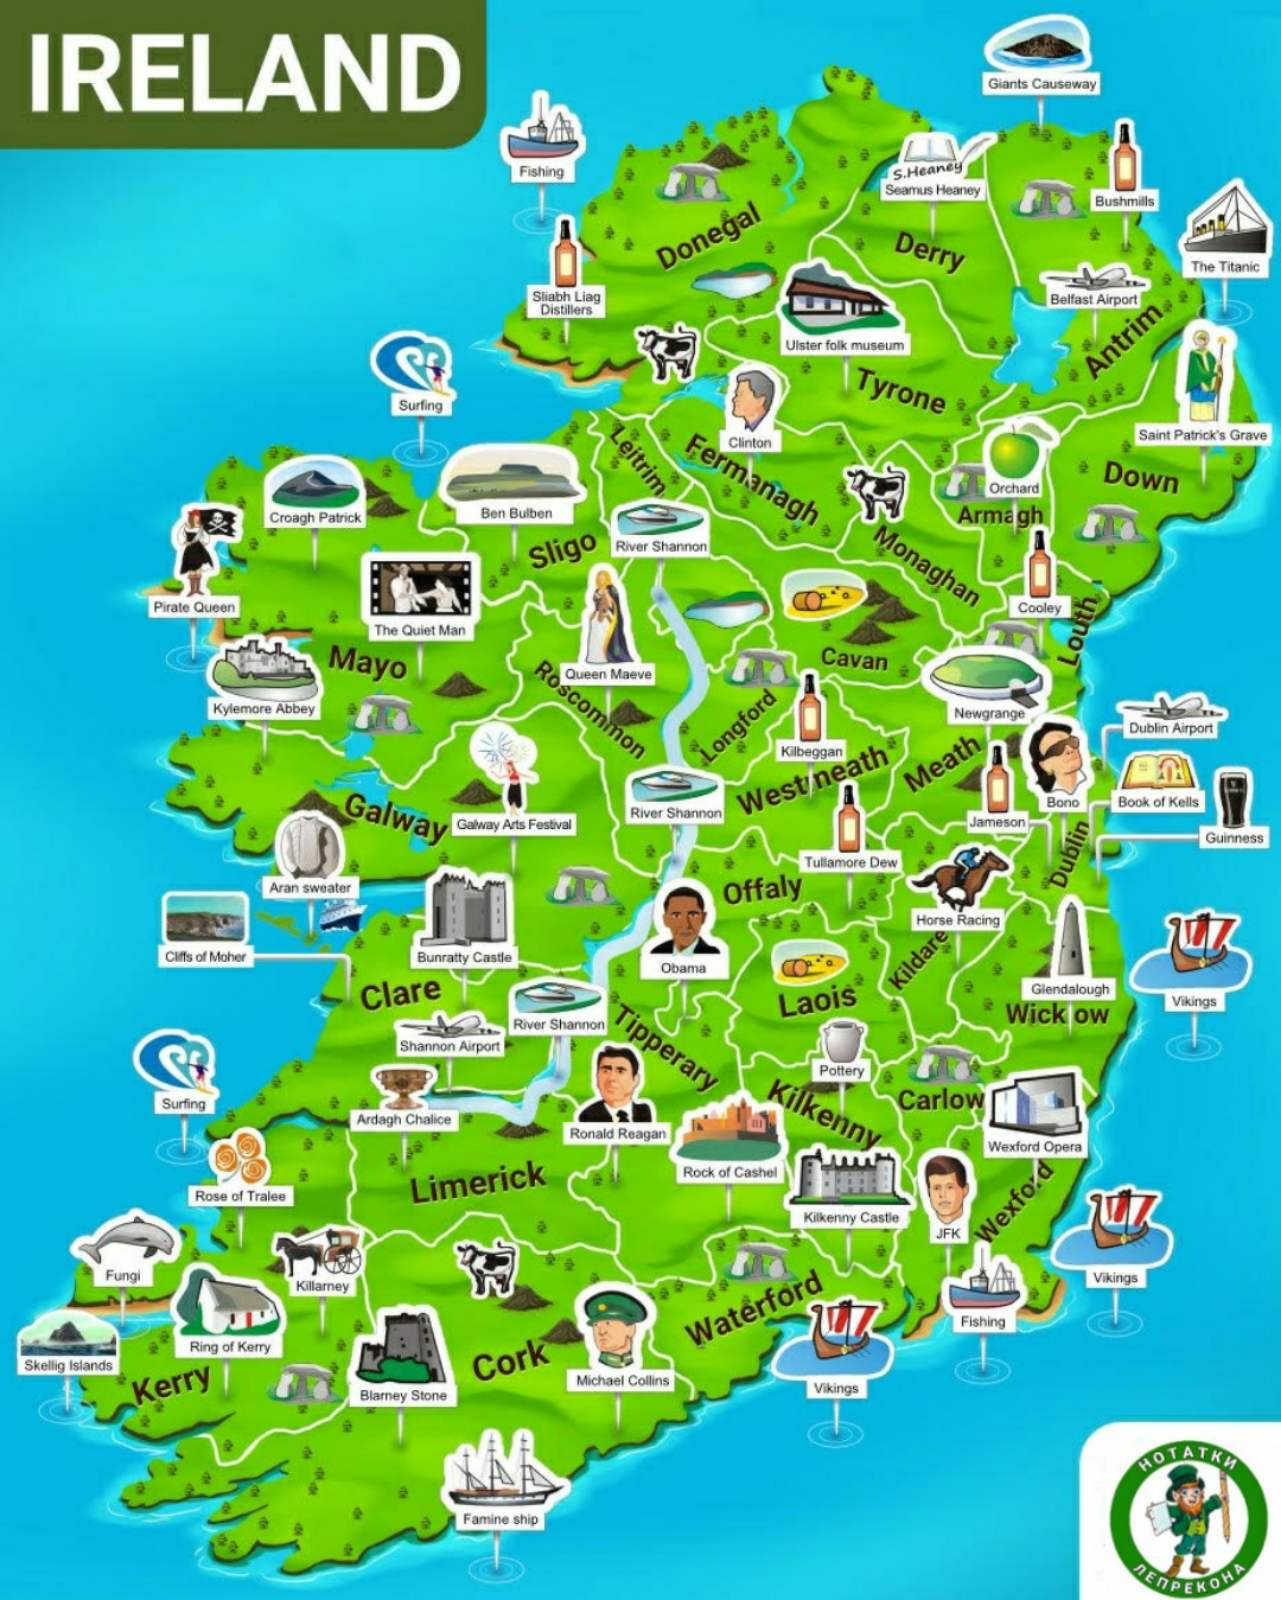 IRELAND
Giants Causeway
Fishing
S.Heaney
Seamus Heaney
Bushmills
The Titanic
Donegal
Derry
Sliabh Liag
Distillers
Belfast Airport
Ulster folk museum
Antrim
Surfing
Tyrone
Clinton
Saint Patrick's Grave
Leitrim
Fermanagh
Down
Croagh Patrick
Ben Bulben
Orchard
Armagh
River Shannon
Sligo
Monaghan
Pirate Queen
The Quiet Man
Cooley
Louth
Mayo
Queen Maeve
Cavan
Kylemore Abbey
Roscommon
Longford
Newgrange
Dublin Airport
Kilbeggan
Westmeath
Meath
Bono
Book of Kells
Galway
Galway Arts Festival
River Shannon
Jameson
Guinness
Tullamore Dew
Dublin
Aran sweater
Offaly
Horse Racing
Cliffs of Moher
Bunratty Castle
Obama
Kildare
Glendalough
Vikings
Clare
Laois
Wicklow
River Shannon
Tipperary
Shannon Airport
Pottery
Surfing
Ardagh Chalice
Ronald Reagan
Kilkenny
Carlow
Wexford Opera
Rock of Cashel
Limerick
Rose of Tralee
Kilkenny Castle
JFK
Wexford
Fungi
Killarney
Vikings
Waterford
Fishing
Ring of Kerry
Skellig Islands
Kerry
Cork
Michael Collins
Vikings
Blarney Stone
Famine ship
НОТАТКИ
ЛЕПРЕКОНА